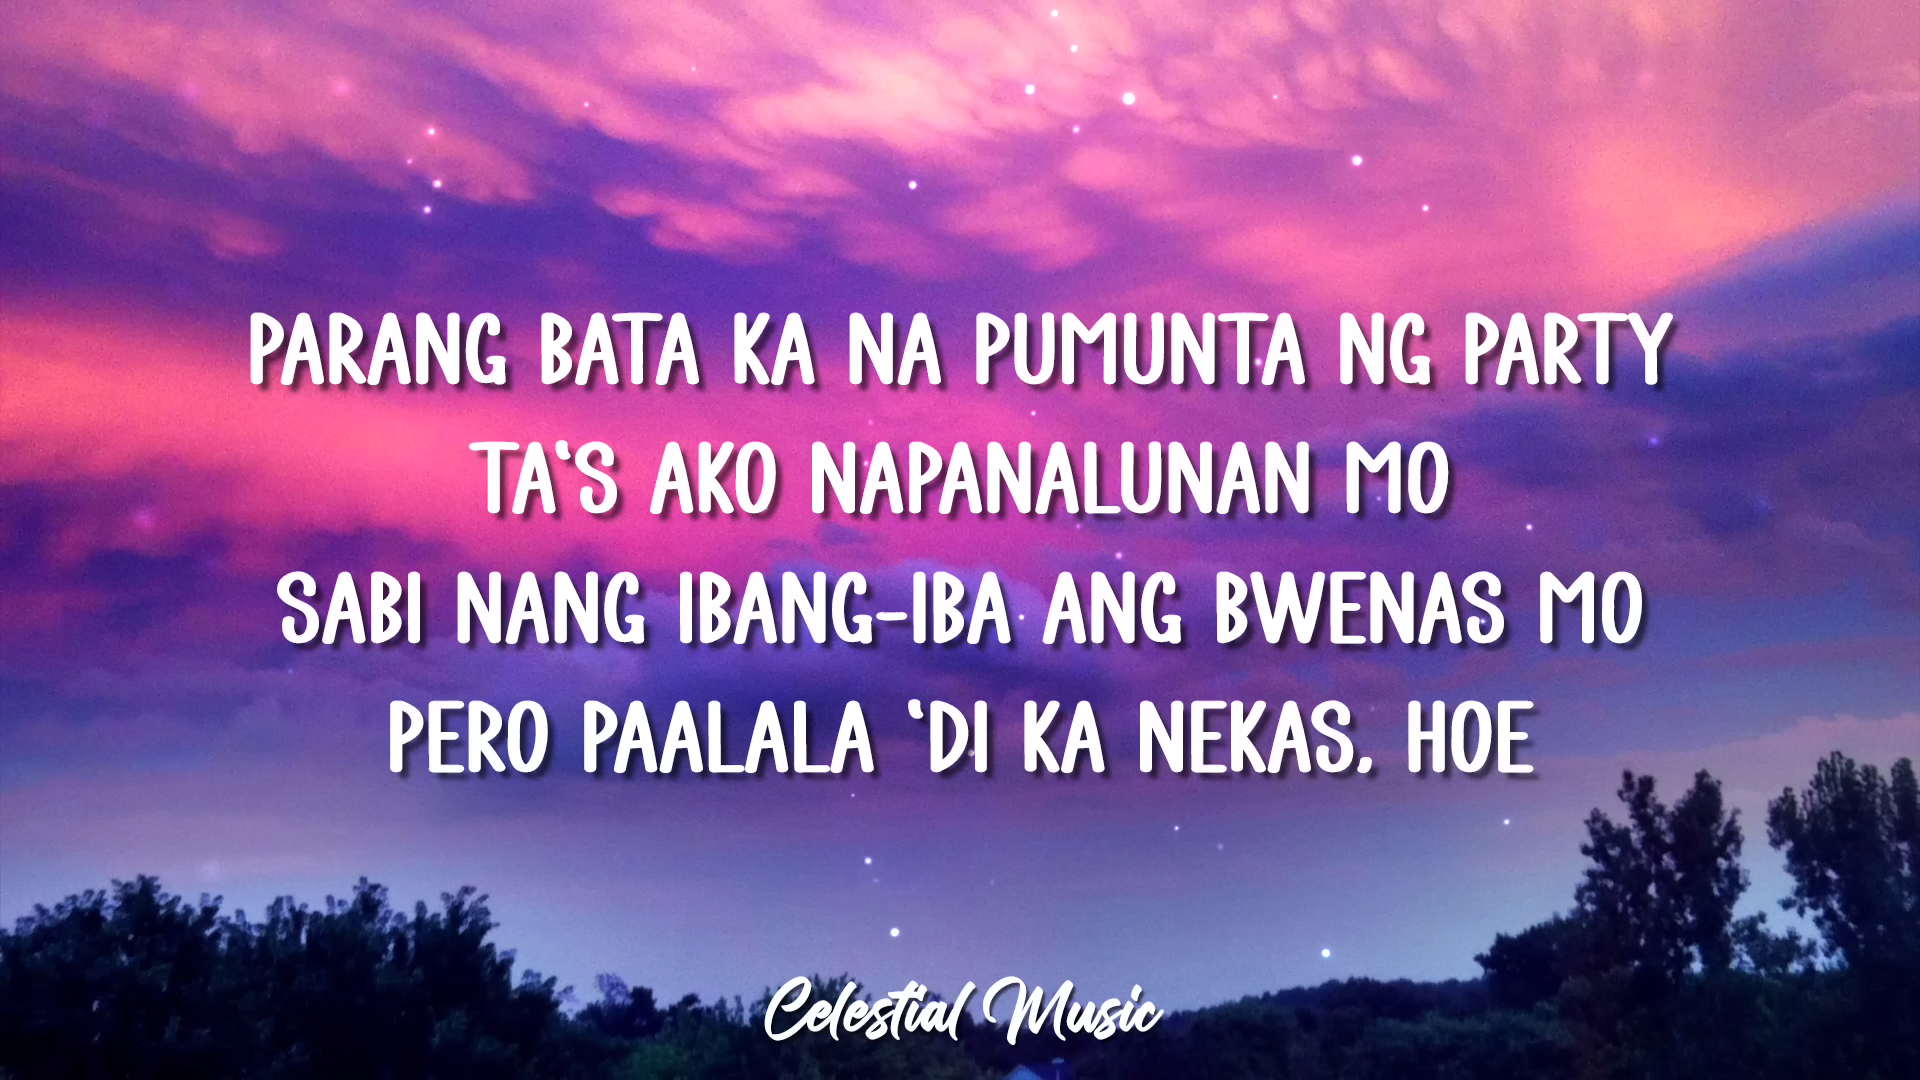 PARANG BATA KA NA PUMUNTA NG PARTY
TA'S AKO NAPANALUNAN MO
SABI NANG IBANG-IBA ANG BWENAS MO
PERO PAALALA 'DI KA NEKAS, HOE
Celestial Music